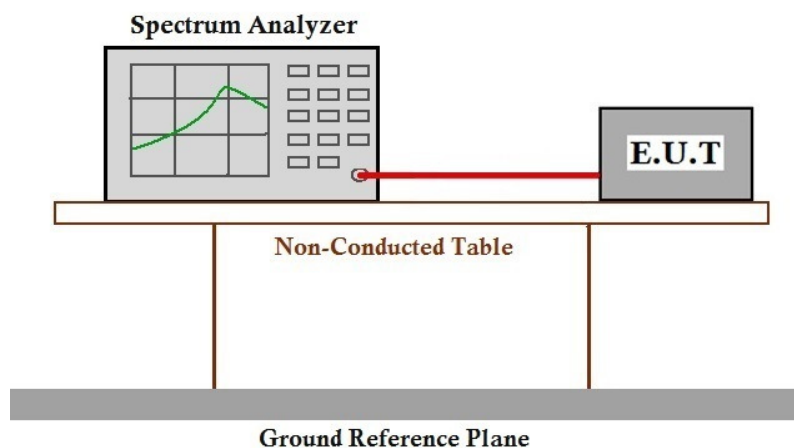 Spectrum Analyzer
E.U.T
Non-Conducted Table
Ground Reference Plane